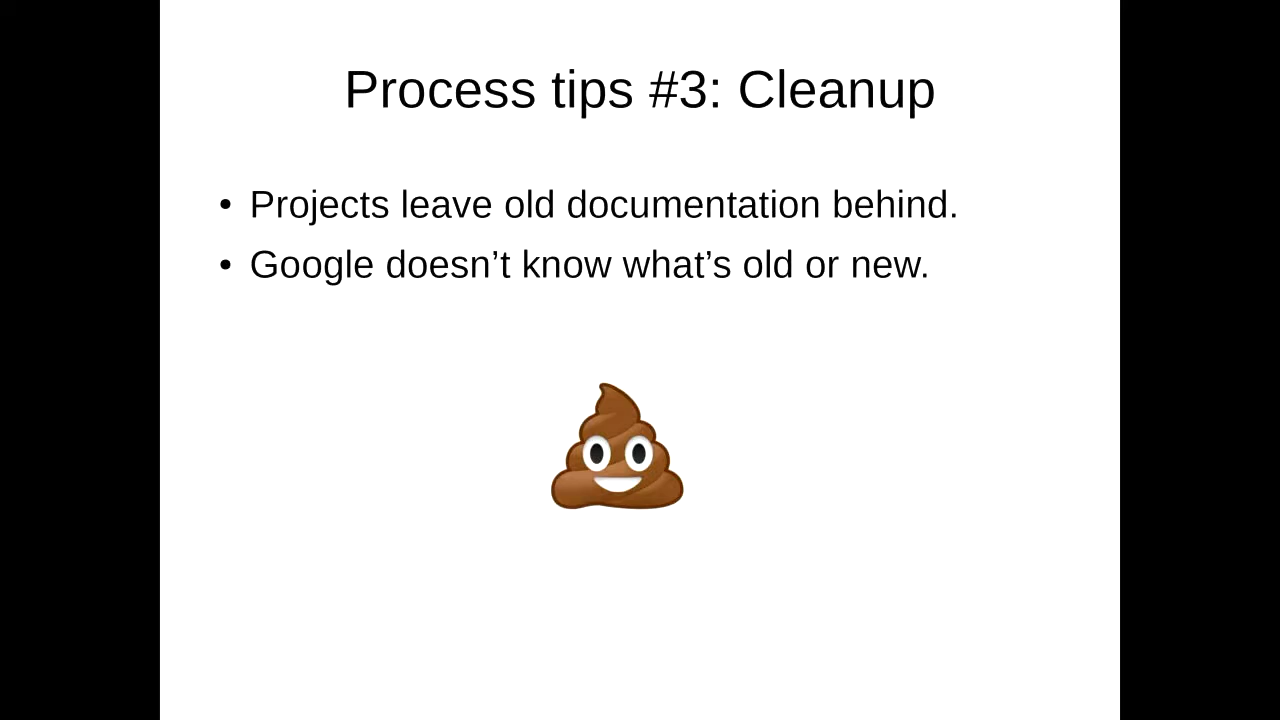 Process tips #3: Cleanup
• Projects leave old documentation behind.
• Google doesn’t know what’s old or new.